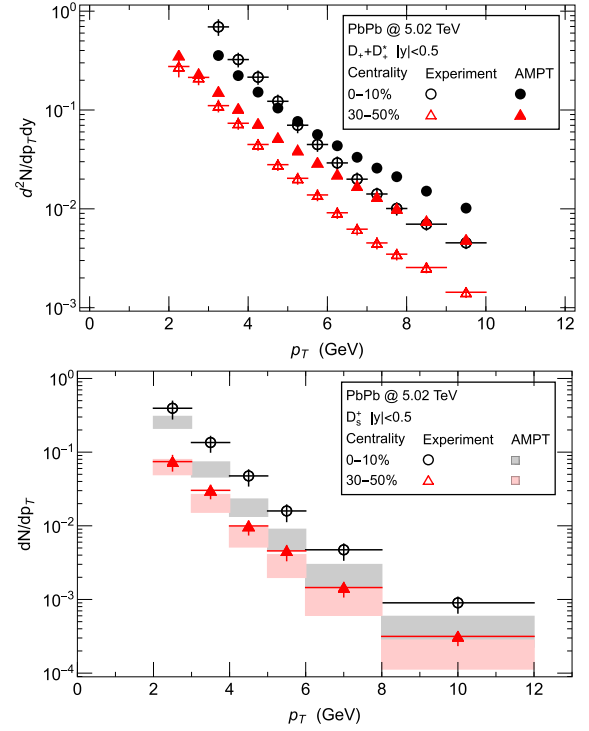 PbPb @ 5.02 TeV
D₊+D₊* |y|<0.5
Centrality Experiment AMPT
0−10%
30−50%
10⁰
10⁻¹
10⁻²
10⁻³
d²N/dp_Tdy
0 2 4 6 8 10 12
p_T (GeV)
PbPb @ 5.02 TeV
D_s⁺ |y|<0.5
Centrality Experiment AMPT
0−10%
30−50%
10⁰
10⁻¹
10⁻²
10⁻³
10⁻⁴
dN/dp_T
0 2 4 6 8 10 12
p_T (GeV)